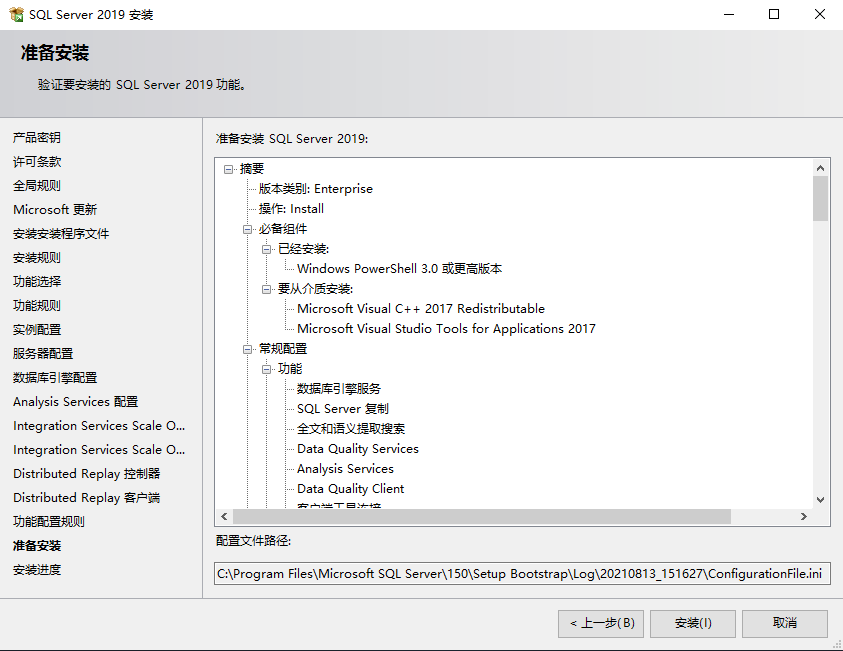 SQL Server 2019 安装
准备安装
验证要安装的 SQL Server 2019 功能。
产品密钥
许可条款
全局规则
Microsoft 更新
安装安装程序文件
安装规则
功能选择
功能规则
实例配置
服务器配置
数据库引擎配置
Analysis Services 配置
Integration Services Scale O...
Integration Services Scale O...
Distributed Replay 控制器
Distributed Replay 客户端
功能配置规则
准备安装
安装进度
准备安装 SQL Server 2019:
摘要
版本类别: Enterprise
操作: Install
必备组件
已经安装:
Windows PowerShell 3.0 或更高版本
要从介质安装:
Microsoft Visual C++ 2017 Redistributable
Microsoft Visual Studio Tools for Applications 2017
常规配置
功能
数据库引擎服务
SQL Server 复制
全文和语义提取搜索
Data Quality Services
Analysis Services
Data Quality Client
客户端工具连接
配置文件路径:
C:\Program Files\Microsoft SQL Server\150\Setup Bootstrap\Log\20210813_151627\ConfigurationFile.ini
< 上一步(B)
安装(I)
取消